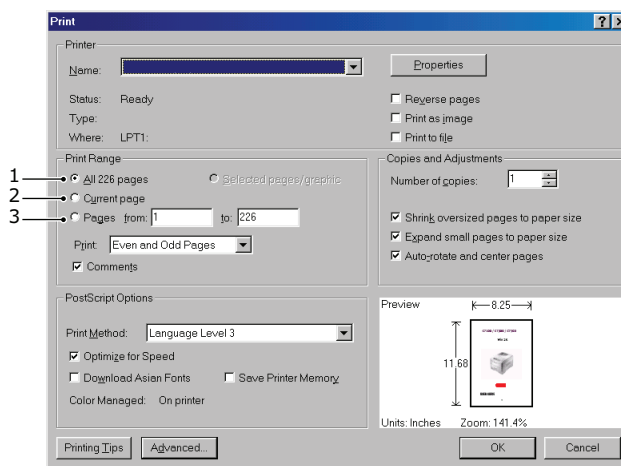 Print
Printer
Name:
Properties
Status: Ready
Reverse pages
Type:
Print as image
Where: LPT1:
Print to file
Print Range
Copies and Adjustments
1
All 226 pages
Selected pages/graphic
Number of copies: 1
2
Current page
3
Pages from: 1 to: 226
Shrink oversized pages to paper size
Print: Even and Odd Pages
Expand small pages to paper size
Comments
Auto-rotate and center pages
PostScript Options
Preview
8.25
Print Method: Language Level 3
Optimize for Speed
11.68
Download Asian Fonts
Save Printer Memory
Color Managed: On printer
Units: Inches Zoom: 141.4%
Printing Tips
Advanced...
OK
Cancel